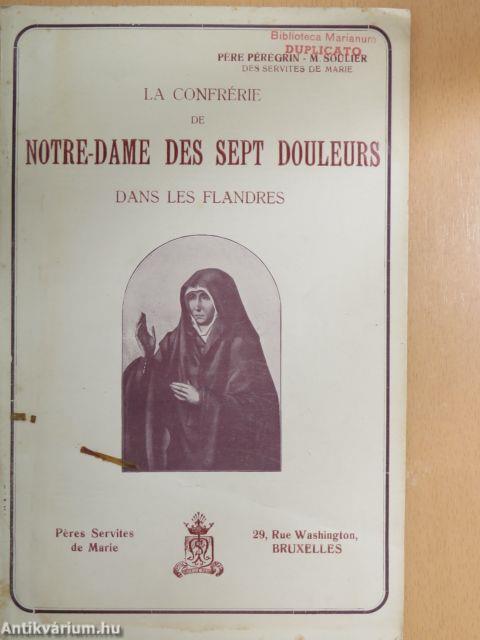 Biblioteca Marianum
DUPLICATO
PÈRE PÉRÉGRIN - M. SOULIER
DES SERVITES DE MARIE
LA CONFRÉRIE
DE
NOTRE-DAME DES SEPT DOULEURS
DANS LES FLANDRES
Pères Servites
de Marie
29, Rue Washington,
BRUXELLES
Antikvárium.hu